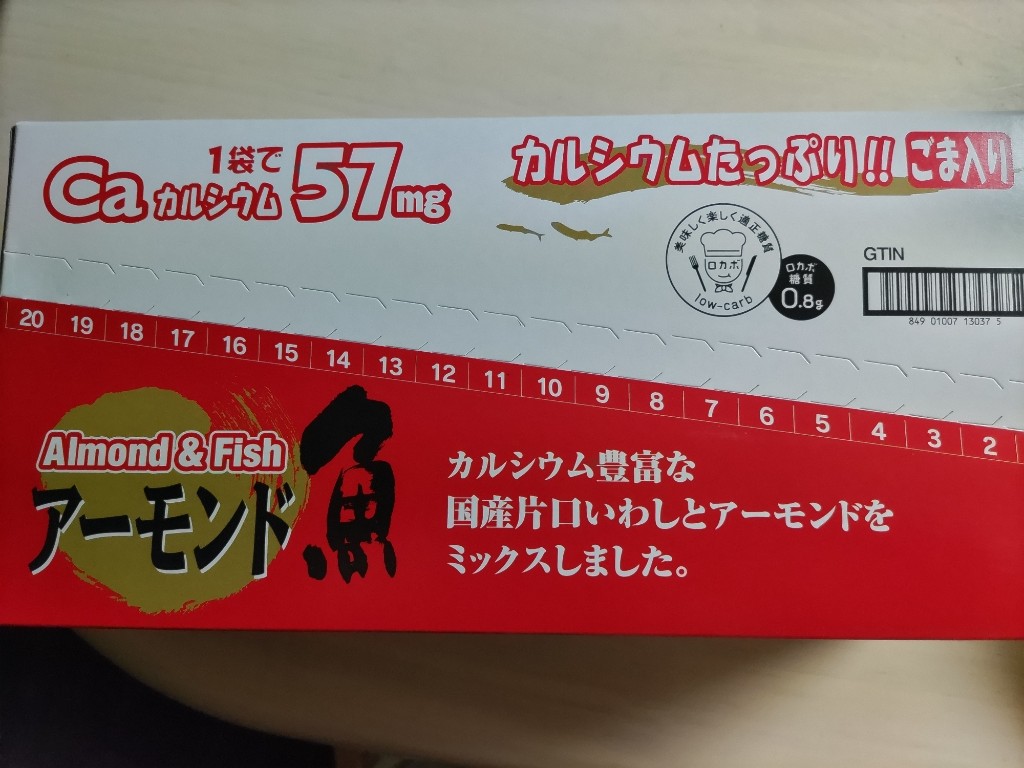 1袋で
Ca カルシウム 57mg
カルシウムたっぷり!! ごま入り
美味しく楽しく適正糖質
ロカボ
low-carb
ロカボ
糖質
0.8g
GTIN
849 01007 13037 5
20 19 18 17 16 15 14 13 12 11 10 9 8 7 6 5 4 3 2
Almond & Fish
アーモンド魚
カルシウム豊富な
国産片口いわしとアーモンドを
ミックスしました。